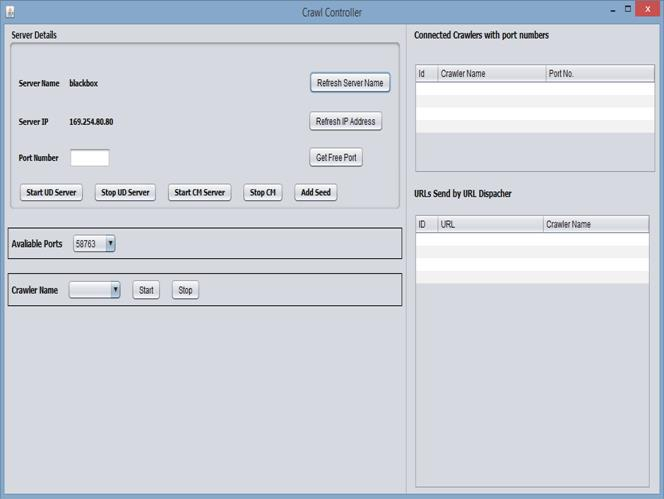 Crawl Controller
Server Details
Server Name blackbox Refresh Server Name
Server IP 169.254.80.80 Refresh IP Address
Port Number Get Free Port
Start UD Server Stop UD Server Start CM Server Stop CM Add Seed
Avaliable Ports 58763
Crawler Name Start Stop
Connected Crawlers with port numbers
Id Crawler Name Port No.
URLs Send by URL Dispacher
ID URL Crawler Name